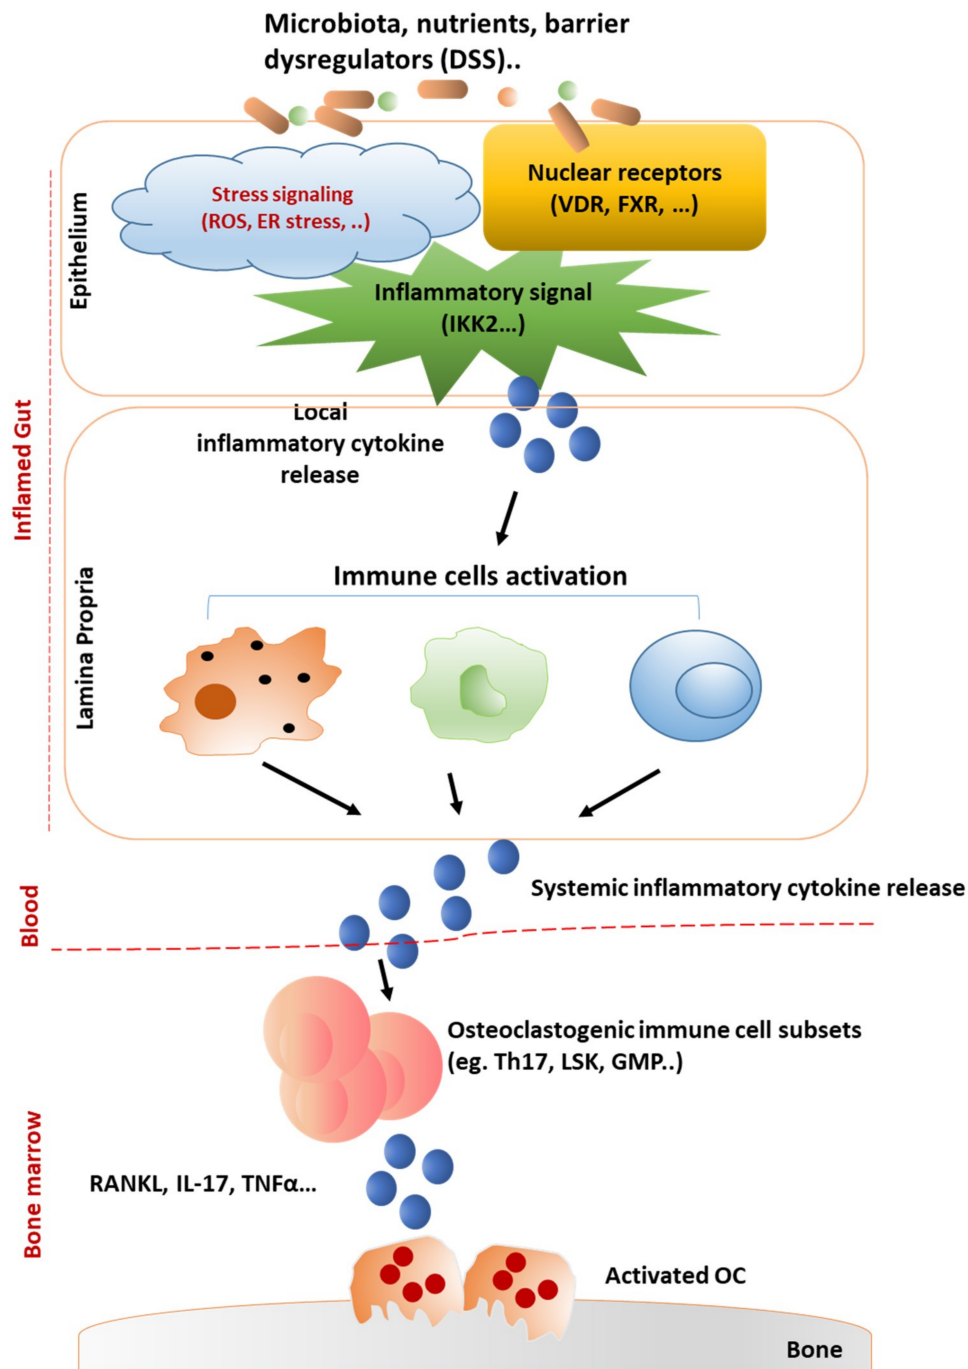 Microbiota, nutrients, barrier
dysregulators (DSS)..
Stress signaling
(ROS, ER stress, ..)
Nuclear receptors
(VDR, FXR, ...)
Epithelium
Inflammatory signal
(IKK2...)
Inflamed Gut
Local
inflammatory cytokine
release
Immune cells activation
Lamina Propria
Blood
Systemic inflammatory cytokine release
Osteoclastogenic immune cell subsets
(eg. Th17, LSK, GMP..)
Bone marrow
RANKL, IL-17, TNFα...
Activated OC
Bone